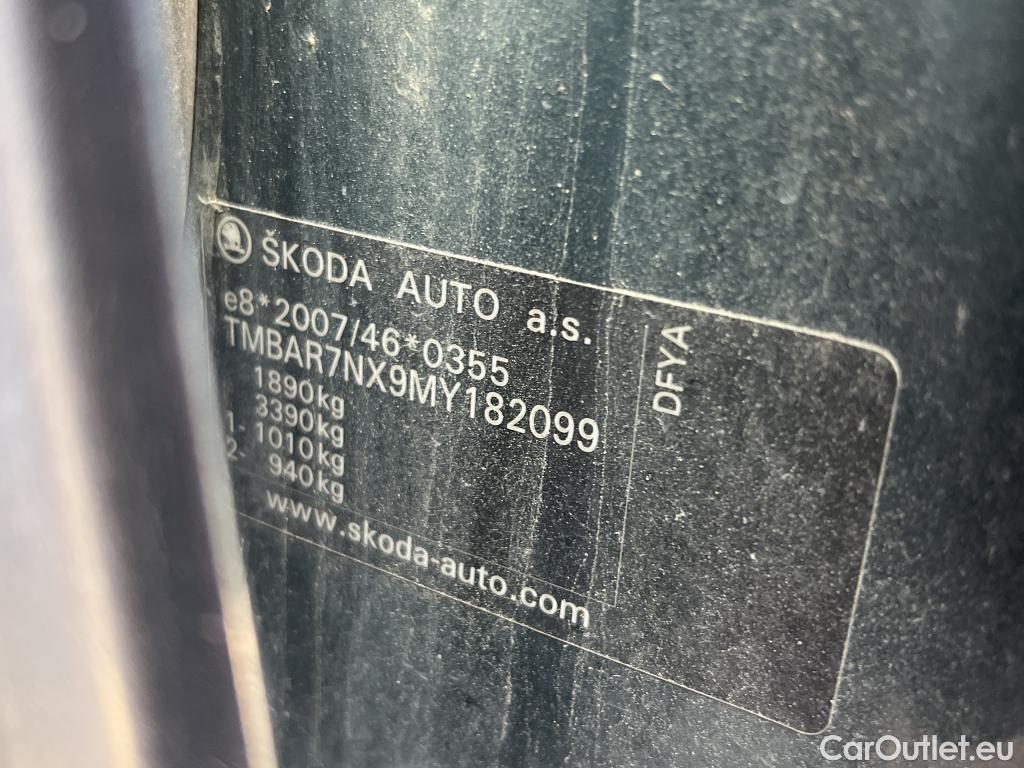 ŠKODA AUTO a.s.
e8*2007/46*0355
TMBAR7NX9MY182099
1890kg
3390kg
1- 1010kg
2- 940kg
www.skoda-auto.com
DFYA
CarOutlet.eu